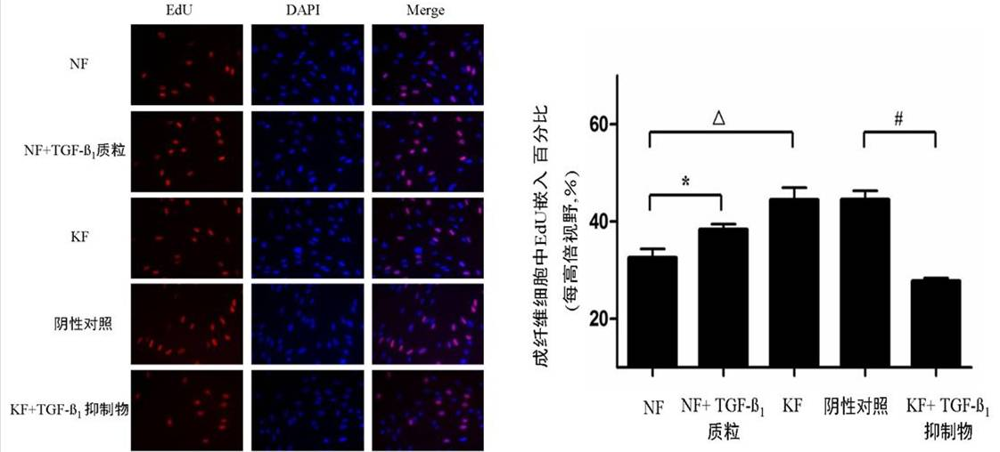 EdU DAPI Merge
NF
NF+TGF-ß₁质粒
KF
阴性对照
KF+TGF-ß₁抑制物
成纤维细胞中EdU嵌入 百分比
(每高倍视野,%)
60
40
20
△
*
#
NF
NF+ TGF-ß₁
质粒
KF
阴性对照
KF+ TGF-ß₁
抑制物